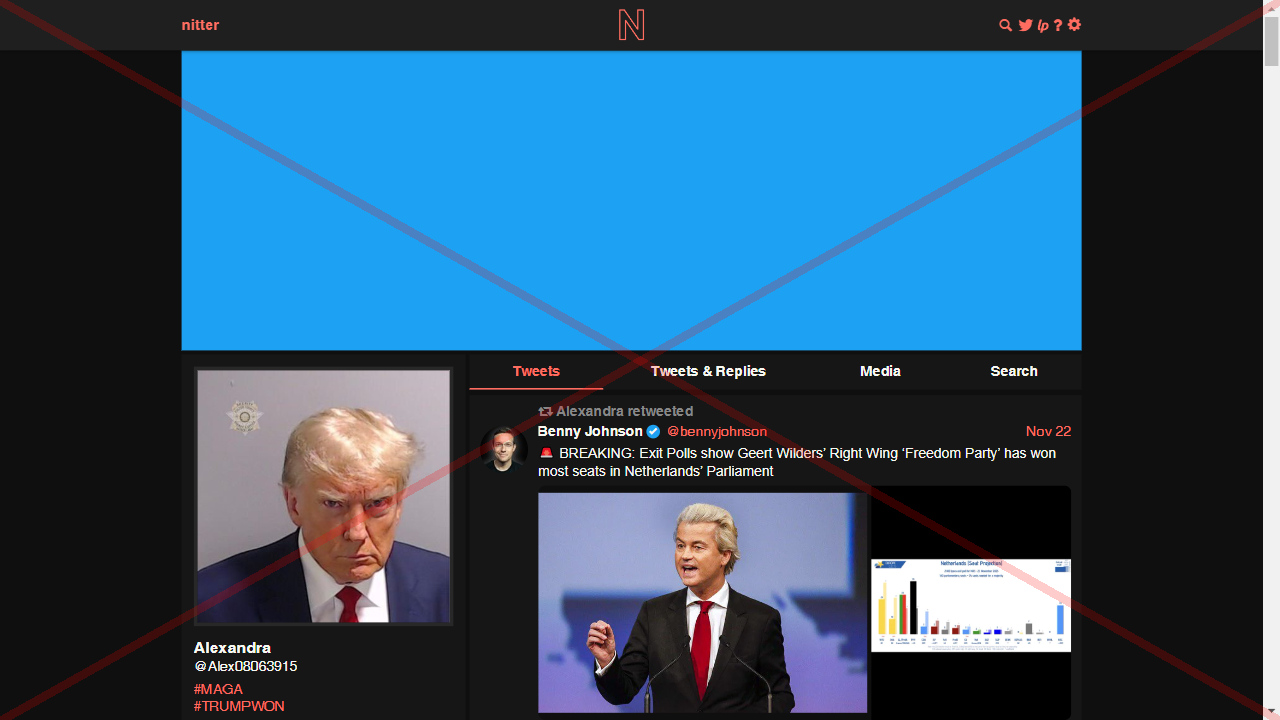 nitter
N
lp ?
Tweets
Tweets & Replies
Media
Search
Alexandra retweeted
Benny Johnson @bennyjohnson Nov 22
🚨 BREAKING: Exit Polls show Geert Wilders’ Right Wing ‘Freedom Party’ has won
most seats in Netherlands’ Parliament
Netherlands (Seat Projection)
Alexandra
@Alex08063915
#MAGA
#TRUMPWON